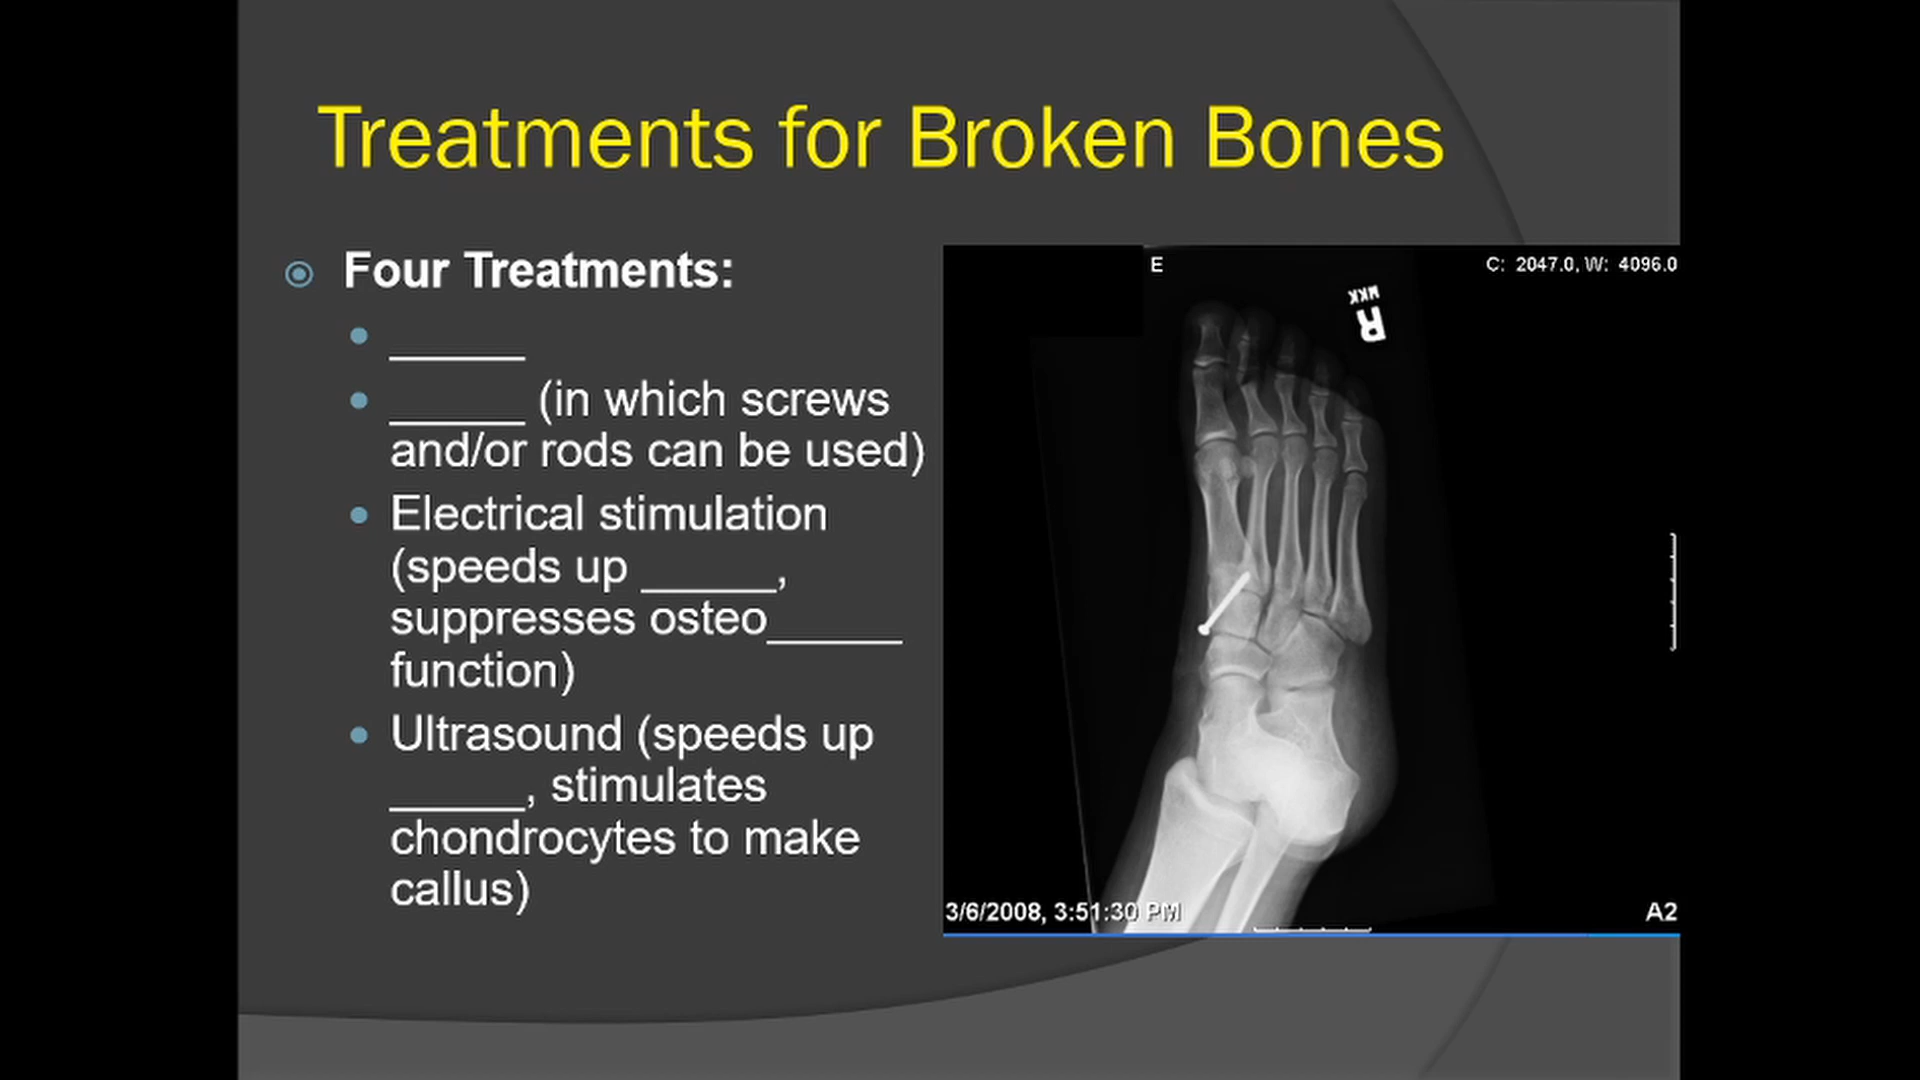 Treatments for Broken Bones
Four Treatments:
______
______ (in which screws
and/or rods can be used)
Electrical stimulation
(speeds up ______,
suppresses osteo______
function)
Ultrasound (speeds up
______, stimulates
chondrocytes to make
callus)
E
C: 2047.0, W: 4096.0
MKK
R
3/6/2008, 3:51:30 PM
A2